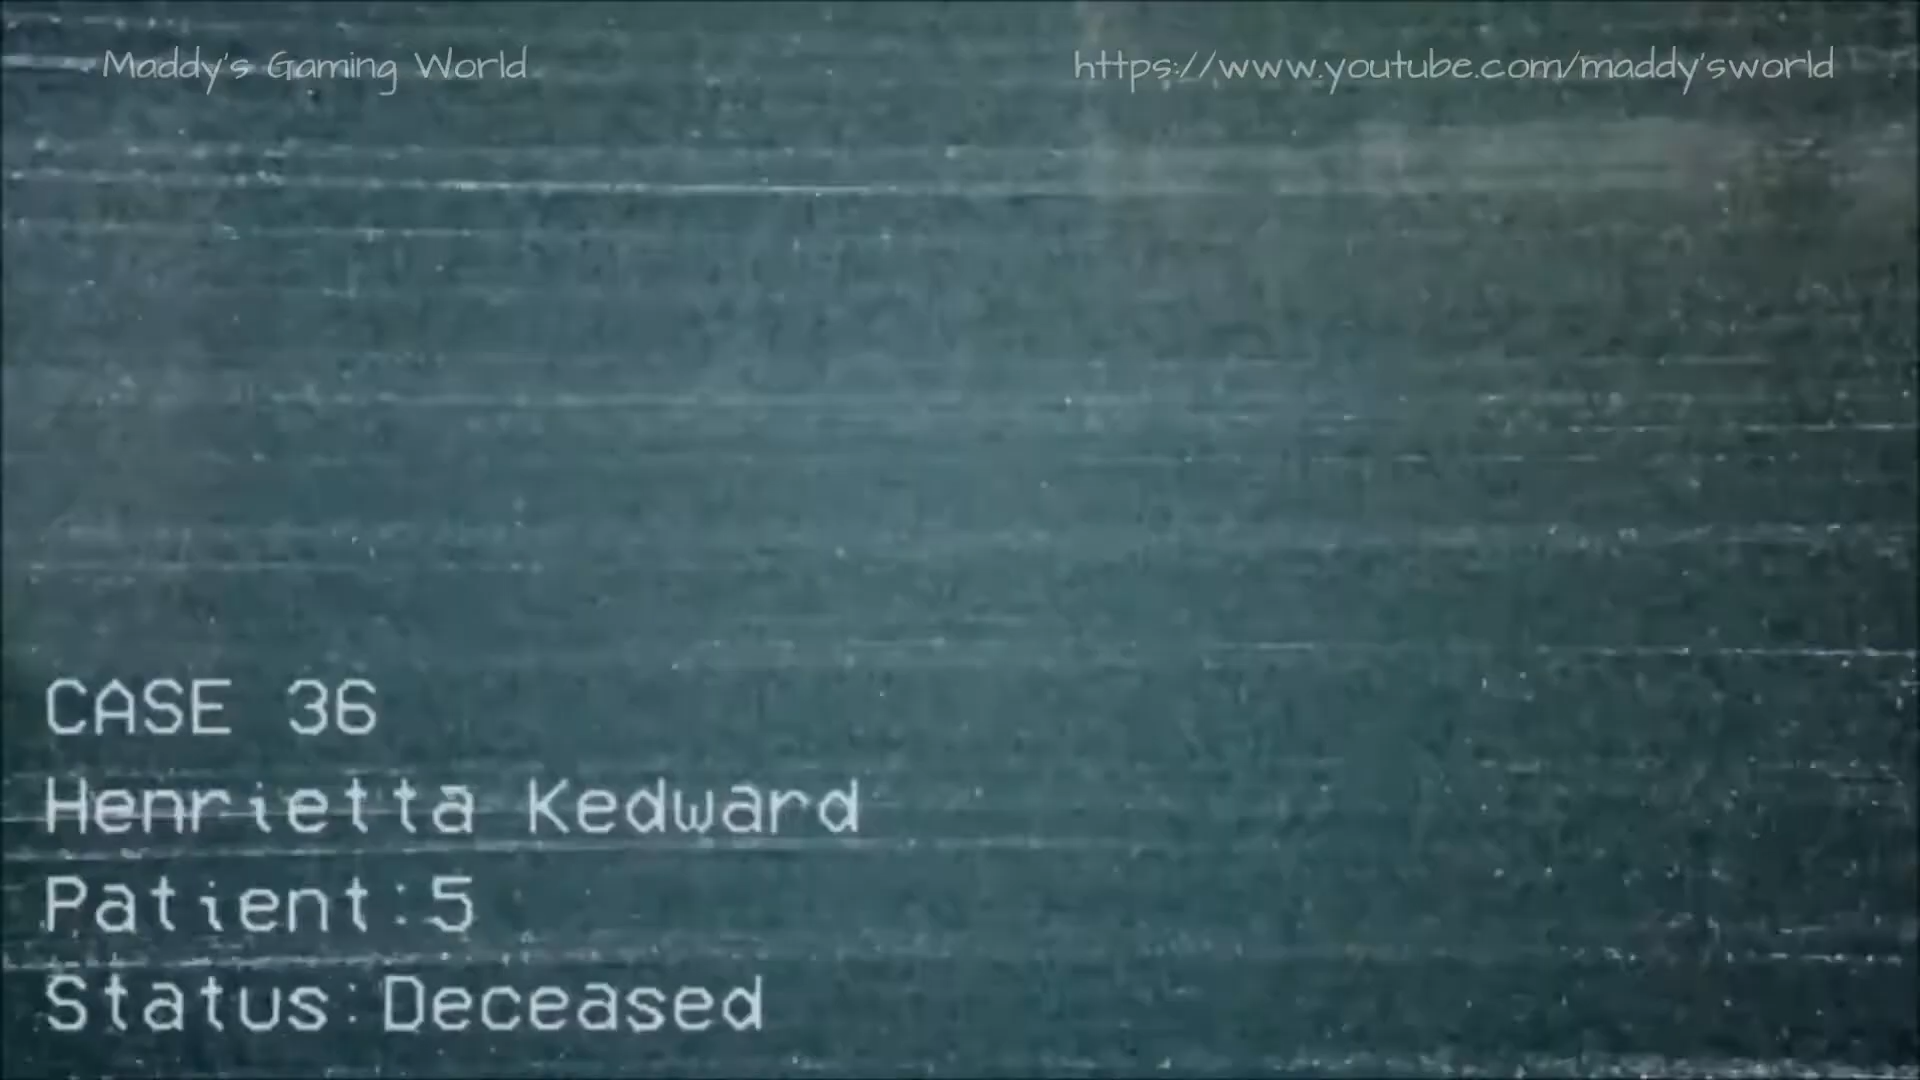 Maddy's Gaming World
https://www.youtube.com/maddy'sworld
CASE 36
Henrietta Kedward
Patient:5
Status:Deceased